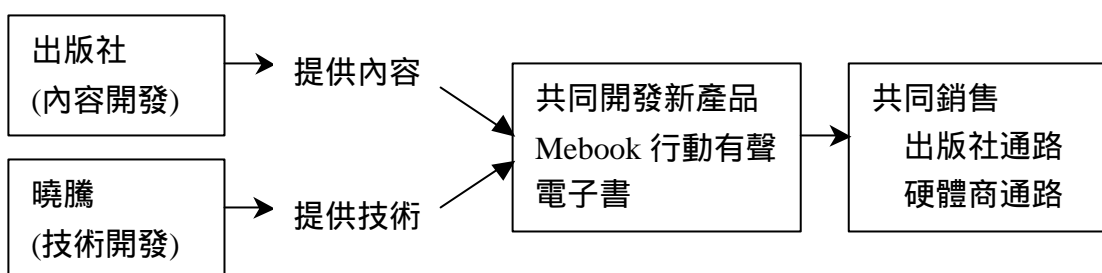 出版社
(內容開發)
提供內容
曉騰
(技術開發)
提供技術
共同開發新產品
Mebook 行動有聲
電子書
共同銷售
出版社通路
硬體商通路